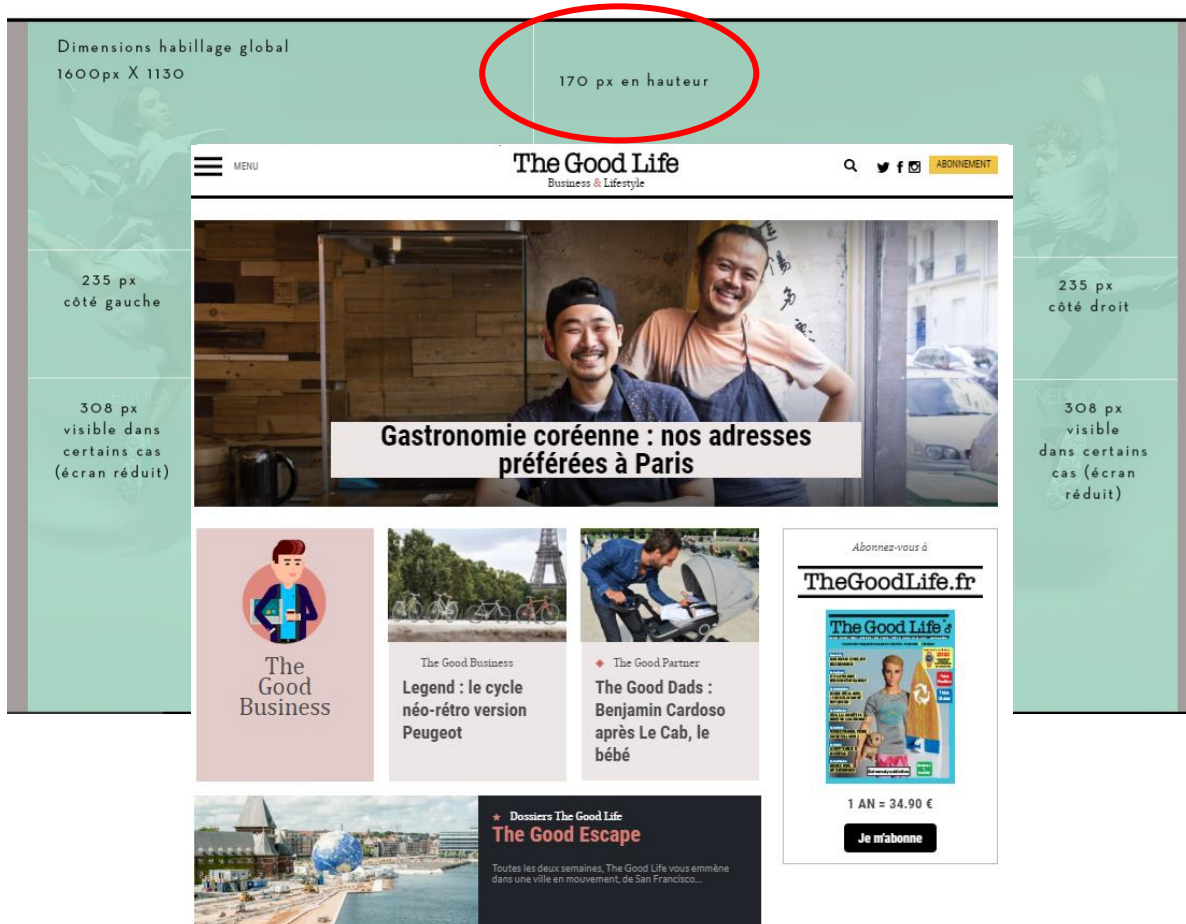 Dimensions habillage global
1600px X 1130
170 px en hauteur
MENU
The Good Life
Business & Lifestyle
ABONNEMENT
235 px
côté gauche
235 px
côté droit
308 px
visible dans
certains cas
(écran réduit)
NEBULA
308 px
visible
dans certains
cas (écran
réduit)
Gastronomie coréenne : nos adresses
préférées à Paris
The
Good
Business
The Good Business
Legend : le cycle
néo-rétro version
Peugeot
The Good Partner
The Good Dads :
Benjamin Cardoso
après Le Cab, le
bébé
Abonnez-vous à
TheGoodLife.fr
The Good Life
1 AN = 34.90 €
Je m'abonne
Dossiers The Good Life
The Good Escape
Toutes les deux semaines, The Good Life vous emmène
dans une ville en mouvement, de San Francisco...